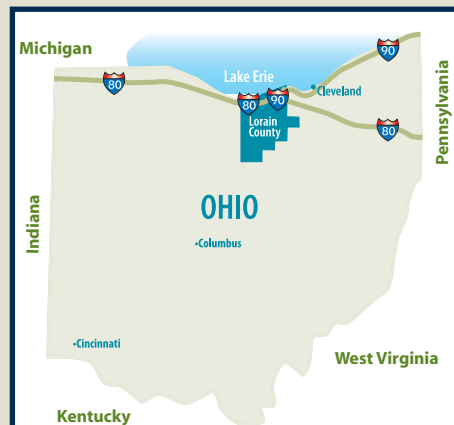 Michigan
90
Lake Erie
80
Cleveland
80
90
Lorain
County
80
Pennsylvania
Indiana
OHIO
•Columbus
•Cincinnati
West Virginia
Kentucky